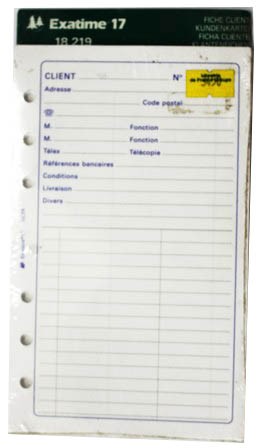 Exatime 17
18.219
FICHE CLIENT
KUNDENKARTE
FICHA CLIENTE
CLIENT N°
Adresse
Code postal
☏
M. Fonction
M. Fonction
Télex Télécopie
Références bancaires
Conditions
Livraison
Divers